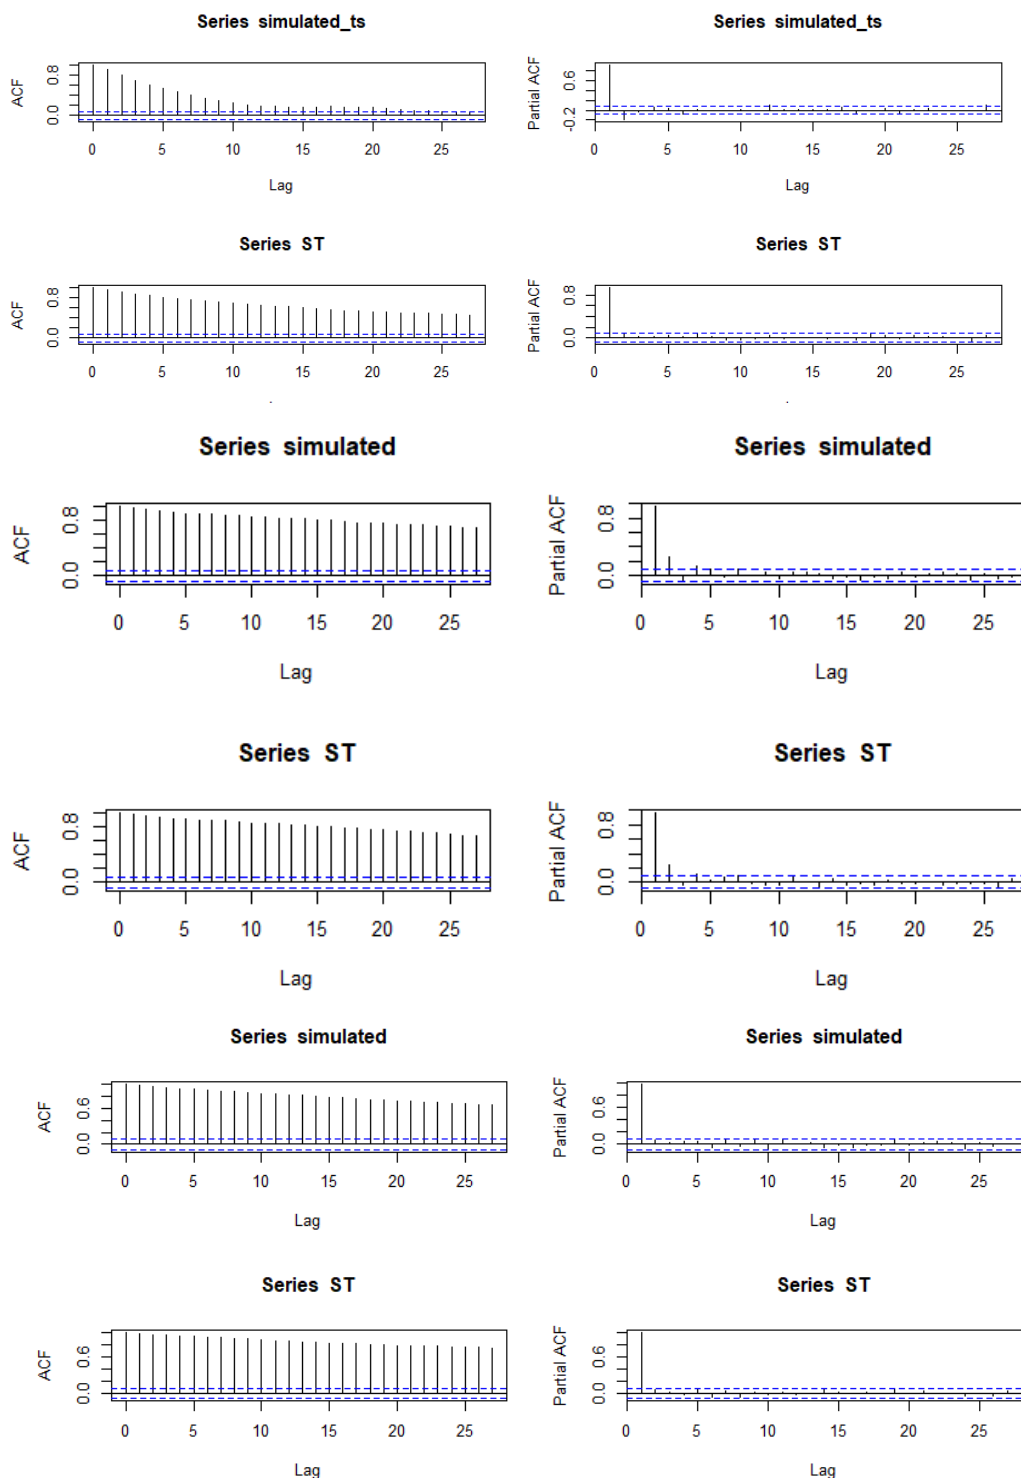 Series simulated_ts
Series simulated_ts
ACF
0.0 0.8
0 5 10 15 20 25
Lag
Partial ACF
-0.2 0.6
0 5 10 15 20 25
Lag
Series ST
Series ST
ACF
0.0 0.8
0 5 10 15 20 25
Partial ACF
0.0 0.8
0 5 10 15 20 25
Series simulated
Series simulated
ACF
0.0 0.8
0 5 10 15 20 25
Lag
Partial ACF
0.0 0.8
0 5 10 15 20 25
Lag
Series ST
Series ST
ACF
0.0 0.8
0 5 10 15 20 25
Lag
Partial ACF
0.0 0.8
0 5 10 15 20 25
Lag
Series simulated
Series simulated
ACF
0.0 0.6
0 5 10 15 20 25
Lag
Partial ACF
0.0 0.6
0 5 10 15 20 25
Lag
Series ST
Series ST
ACF
0.0 0.6
0 5 10 15 20 25
Lag
Partial ACF
0.0 0.6
0 5 10 15 20 25
Lag